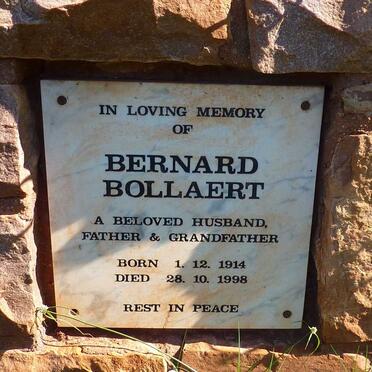 IN LOVING MEMORY
OF
BERNARD
BOLLAERT
A BELOVED HUSBAND,
FATHER & GRANDFATHER
BORN 1. 12. 1914
DIED 28. 10. 1998
REST IN PEACE